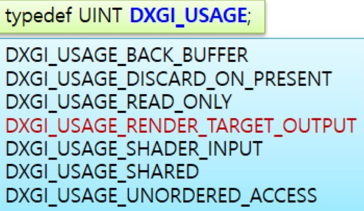 typedef UINT DXGI_USAGE;
DXGI_USAGE_BACK_BUFFER
DXGI_USAGE_DISCARD_ON_PRESENT
DXGI_USAGE_READ_ONLY
DXGI_USAGE_RENDER_TARGET_OUTPUT
DXGI_USAGE_SHADER_INPUT
DXGI_USAGE_SHARED
DXGI_USAGE_UNORDERED_ACCESS